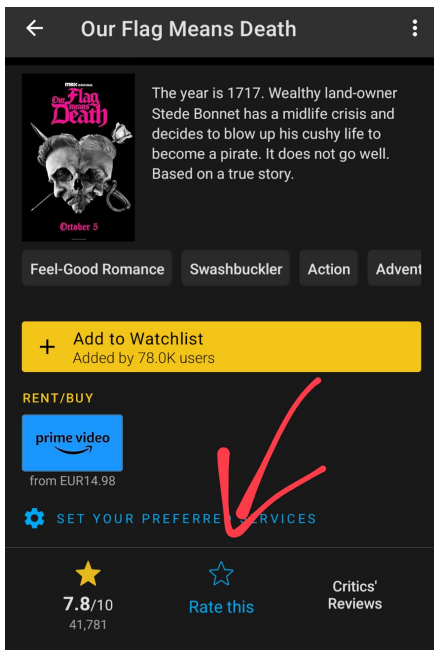 Our Flag Means Death
max original
Our Flag
means
Death
October 5
The year is 1717. Wealthy land-owner
Stede Bonnet has a midlife crisis and
decides to blow up his cushy life to
become a pirate. It does not go well.
Based on a true story.
Feel-Good Romance Swashbuckler Action Advent
+ Add to Watchlist
Added by 78.0K users
RENT/BUY
prime video
from EUR14.98
SET YOUR PREFERRED SERVICES
7.8/10
41,781
Rate this
Critics'
Reviews